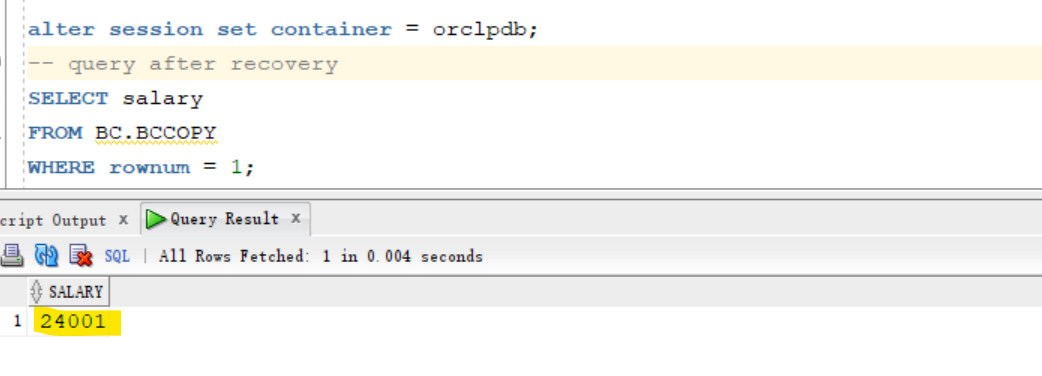 alter session set container = orclpdb;
-- query after recovery
SELECT salary
FROM BC.BCCOPY
WHERE rownum = 1;
cript Output x Query Result x
SQL | All Rows Fetched: 1 in 0.004 seconds
SALARY
1 24001